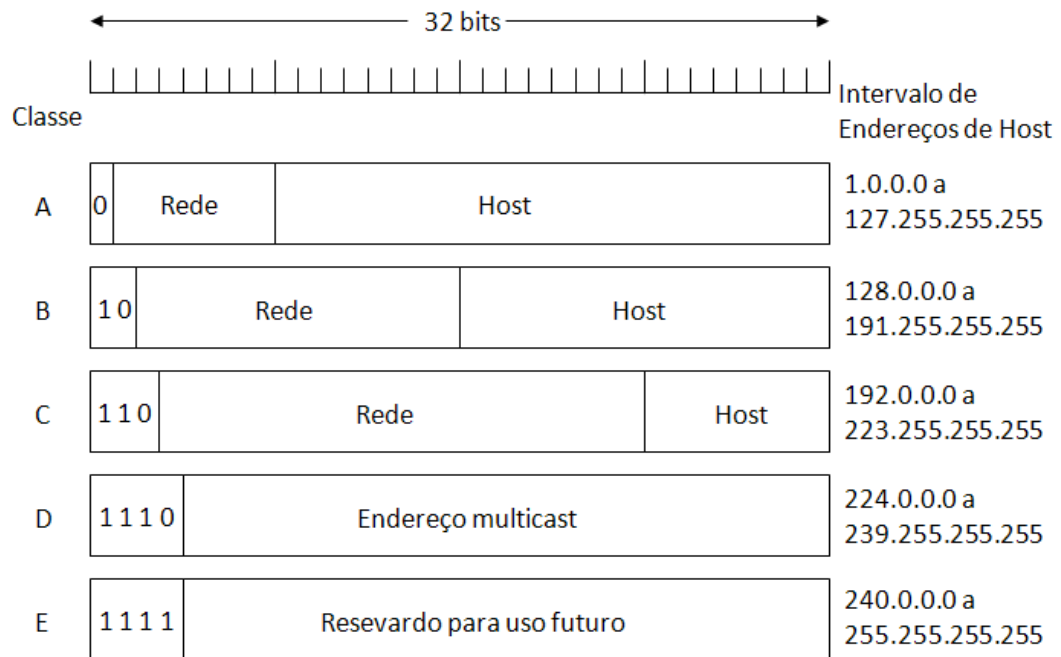 32 bits
Classe
Intervalo de
Endereços de Host
A
0
Rede
Host
1.0.0.0 a
127.255.255.255
B
1 0
Rede
Host
128.0.0.0 a
191.255.255.255
C
1 1 0
Rede
Host
192.0.0.0 a
223.255.255.255
D
1 1 1 0
Endereço multicast
224.0.0.0 a
239.255.255.255
E
1 1 1 1
Resevardo para uso futuro
240.0.0.0 a
255.255.255.255